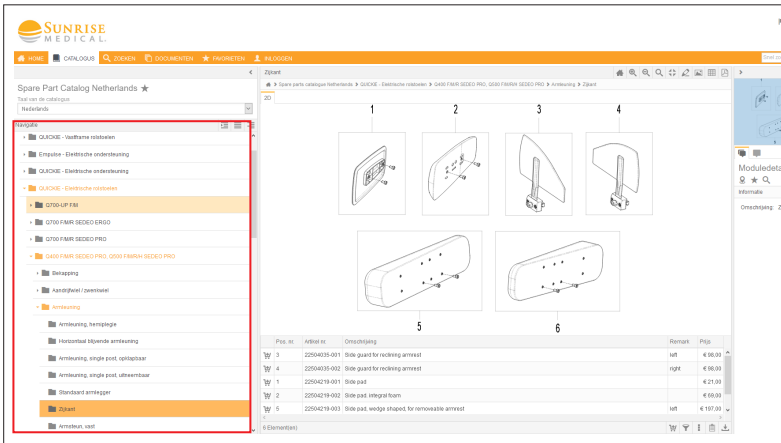 SUNRISE
MEDICAL.
HOME CATALOGUS ZOEKEN DOCUMENTEN FAVORIETEN INLOGGEN
Spare Part Catalog Netherlands
Taal van de catalogus:
Nederlands
Navigatie
QUICKIE - Vastframe rolstoelen
Empulse - Elektrische ondersteuning
QUICKIE - Elektrische ondersteuning
QUICKIE - Elektrische rolstoelen
Q700-UP F/M
Q700 F/M/R SEDEO ERGO
Q700 F/M/R SEDEO PRO
Q400 F/M/R SEDEO PRO, Q500 F/M/R/H SEDEO PRO
Bekapping
Aandrijfwiel / zwenkwiel
Armleuning
Armleuning, hemiplegie
Horizontaal blijvende armleuning
Armleuning, single post, opklapbaar
Armleuning, single post, uitneembaar
Standaard armlegger
Zijkant
Armsteun, vast
Zijkant
Spare parts catalogus Netherlands QUICKIE - Elektrische rolstoelen Q400 F/M/R SEDEO PRO, Q500 F/M/R/H SEDEO PRO Armleuning Zijkant
2D
1 2 3 4
5 6
Pos. nr. Artikel nr. Omschrijving Remark Prijs
3 22504035-001 Side guard for reclining armrest left € 98,00
4 22504035-002 Side guard for reclining armrest right € 98,00
1 22504219-001 Side pad € 21,00
2 22504219-002 Side pad, integral foam € 69,00
5 22504219-003 Side pad, wedge shaped, for removeable armrest left € 107,00
6 Element(en)
Moduledeta
Informatie
Omschrijving: Z